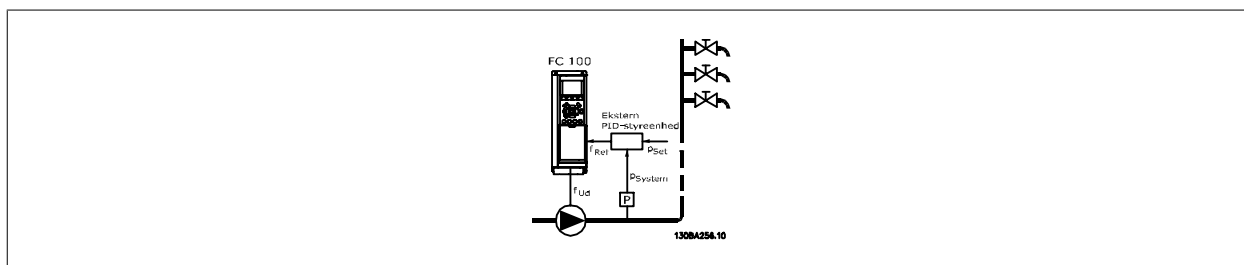 FC 100
Ekstern
PID-styreenhed
fRef
pSet
pSystem
fUd
P
130BA256.10